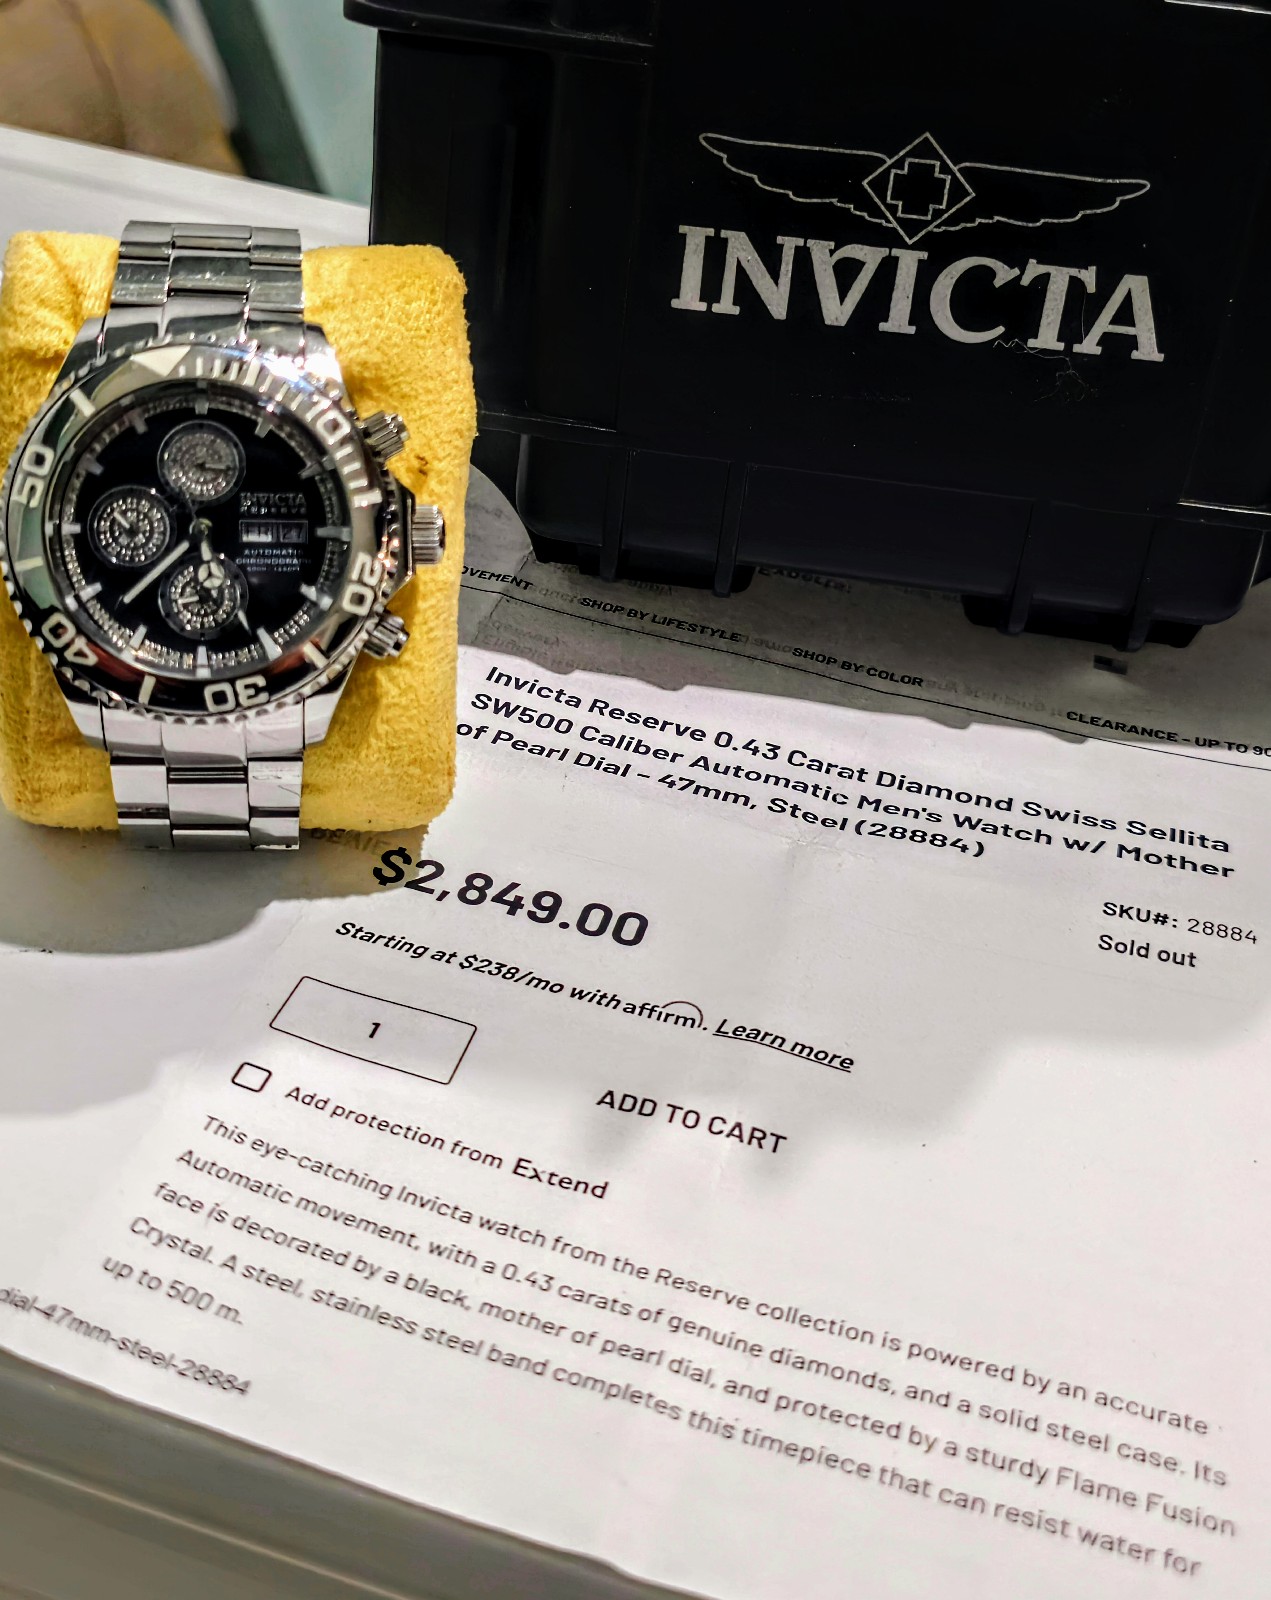 INVICTA
50
10
20
30
40
INVICTA
Reserve
FRI 27
AUTOMATIC
CHRONOGRAPH
OVEMENT
SHOP BY LIFESTYLE
SHOP BY COLOR
CLEARANCE - UP TO 90
Invicta Reserve 0.43 Carat Diamond Swiss Sellita
SW500 Caliber Automatic Men's Watch w/ Mother
of Pearl Dial - 47mm, Steel (28884)
$2,849.00
SKU#: 28884
Sold out
Starting at $238/mo with affirm. Learn more
1
Add protection from Extend
ADD TO CART
This eye-catching Invicta watch from the Reserve collection is powered by an accurate
Automatic movement, with a 0.43 carats of genuine diamonds, and a solid steel case. Its
face is decorated by a black, mother of pearl dial, and protected by a sturdy Flame Fusion
Crystal. A steel, stainless steel band completes this timepiece that can resist water for
up to 500 m.
dial-47mm-steel-28884